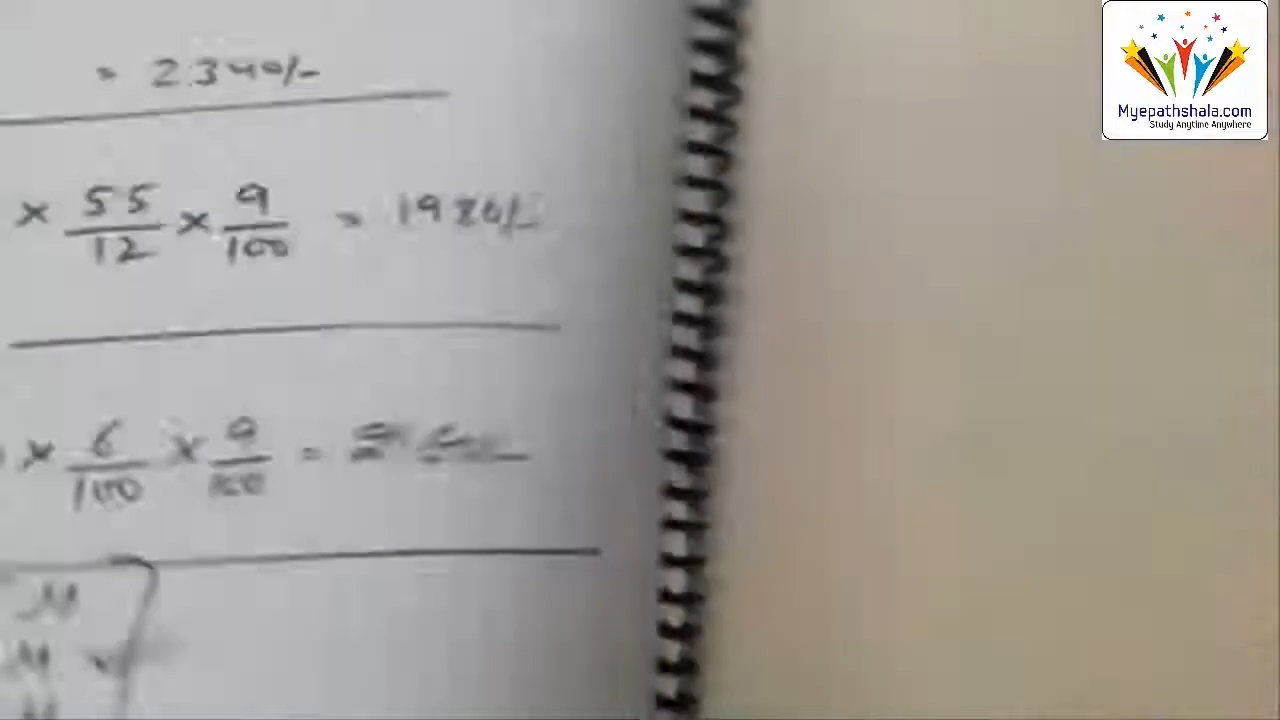 = 2340/-
× 55/12 × 9/100 = 1980/-
× 6/100 × 9/100 =
Myepathshala.com
Study Anytime Anywhere